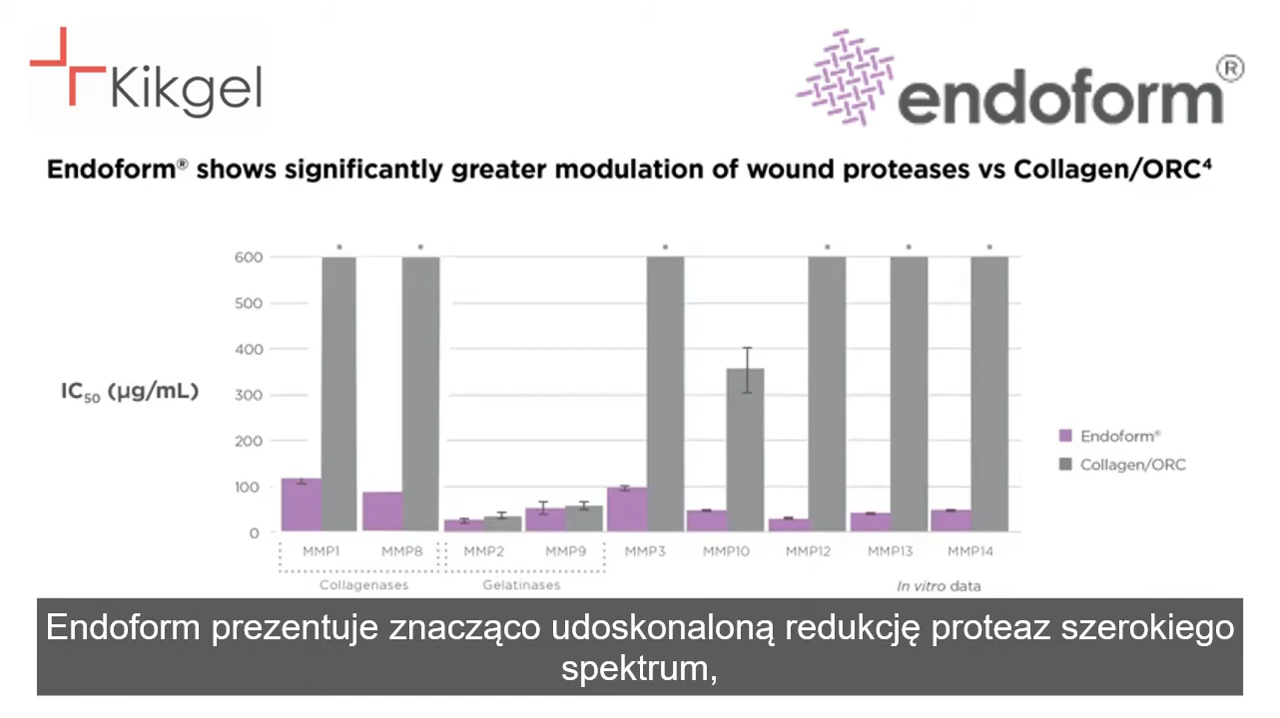 Kikgel
endoform®
Endoform® shows significantly greater modulation of wound proteases vs Collagen/ORC⁴
600
500
400
300
200
100
0
IC₅₀ (µg/mL)
Endoform®
Collagen/ORC
MMP1 MMP8 MMP2 MMP9 MMP3 MMP10 MMP12 MMP13 MMP14
Collagenases Gelatinases
In vitro data
Endoform prezentuje znacząco udoskonaloną redukcję proteaz szerokiego
spektrum,